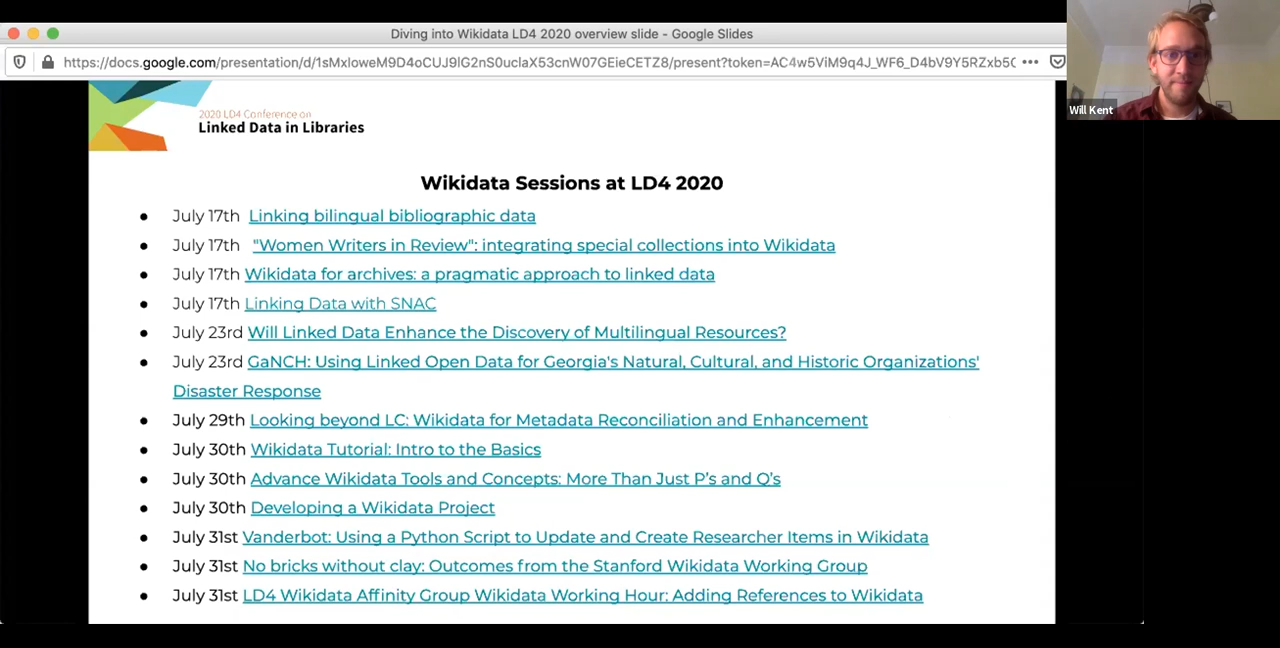 Diving into Wikidata LD4 2020 overview slide - Google Slides
https://docs.google.com/presentation/d/1sMxloweM9D4oCUJ9lG2nS0uclaX53cnW07GEieCETZ8/present?token=AC4w5ViM9q4J_WF6_D4bV9Y5RZxb5C
Will Kent
2020 LD4 Conference on
Linked Data in Libraries
Wikidata Sessions at LD4 2020
● July 17th Linking bilingual bibliographic data
● July 17th "Women Writers in Review": integrating special collections into Wikidata
● July 17th Wikidata for archives: a pragmatic approach to linked data
● July 17th Linking Data with SNAC
● July 23rd Will Linked Data Enhance the Discovery of Multilingual Resources?
● July 23rd GaNCH: Using Linked Open Data for Georgia's Natural, Cultural, and Historic Organizations'
Disaster Response
● July 29th Looking beyond LC: Wikidata for Metadata Reconciliation and Enhancement
● July 30th Wikidata Tutorial: Intro to the Basics
● July 30th Advance Wikidata Tools and Concepts: More Than Just P's and Q's
● July 30th Developing a Wikidata Project
● July 31st Vanderbot: Using a Python Script to Update and Create Researcher Items in Wikidata
● July 31st No bricks without clay: Outcomes from the Stanford Wikidata Working Group
● July 31st LD4 Wikidata Affinity Group Wikidata Working Hour: Adding References to Wikidata